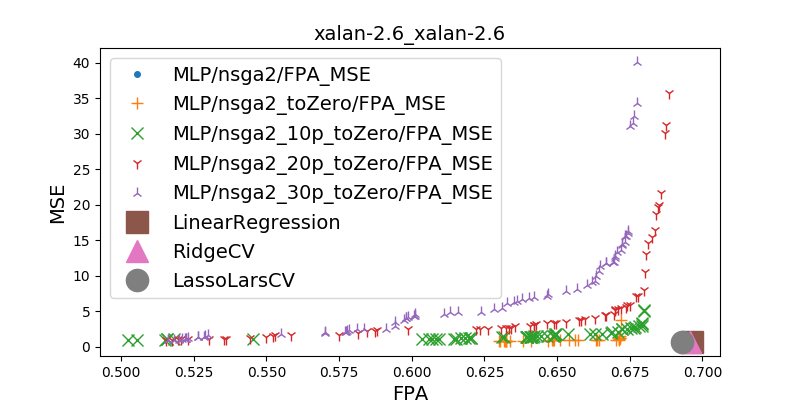 xalan-2.6_xalan-2.6
MSE
40
35
30
25
20
15
10
5
0
MLP/nsga2/FPA_MSE
MLP/nsga2_toZero/FPA_MSE
MLP/nsga2_10p_toZero/FPA_MSE
MLP/nsga2_20p_toZero/FPA_MSE
MLP/nsga2_30p_toZero/FPA_MSE
LinearRegression
RidgeCV
LassoLarsCV
0.500 0.525 0.550 0.575 0.600 0.625 0.650 0.675 0.700
FPA